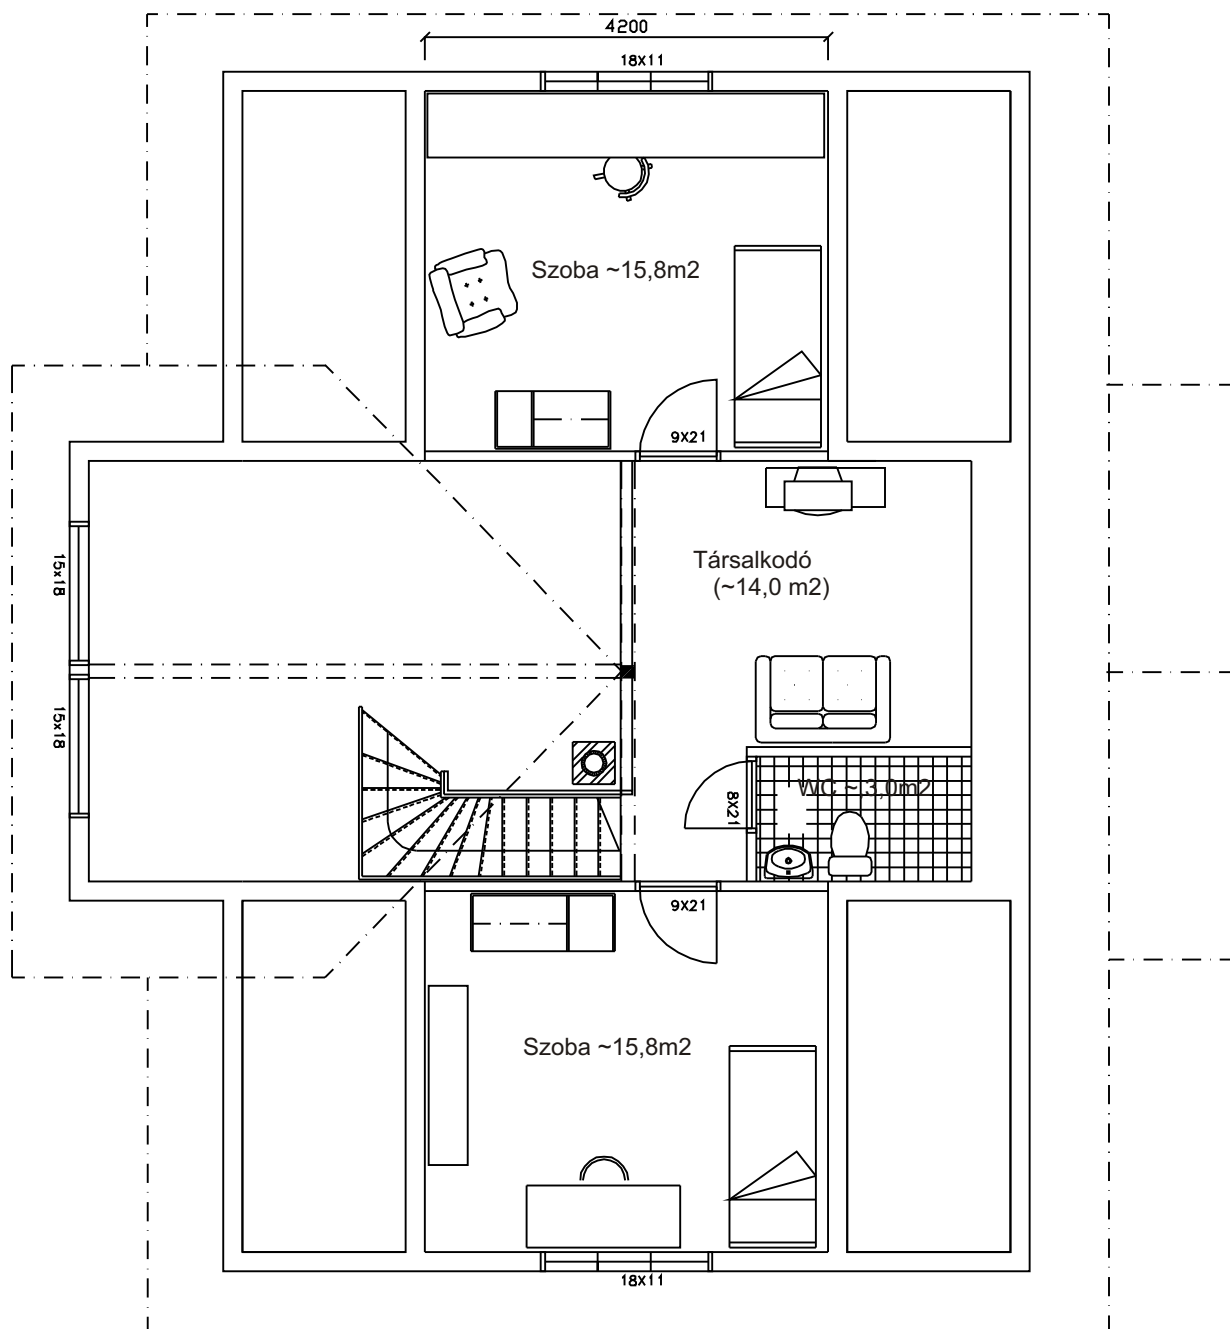 4200
18X11
Szoba ~15,8m2
9X21
Társalkodó
(~14,0 m2)
15x18
15x18
WC ~ 3,0m2
8X21
9X21
Szoba ~15,8m2
18X11